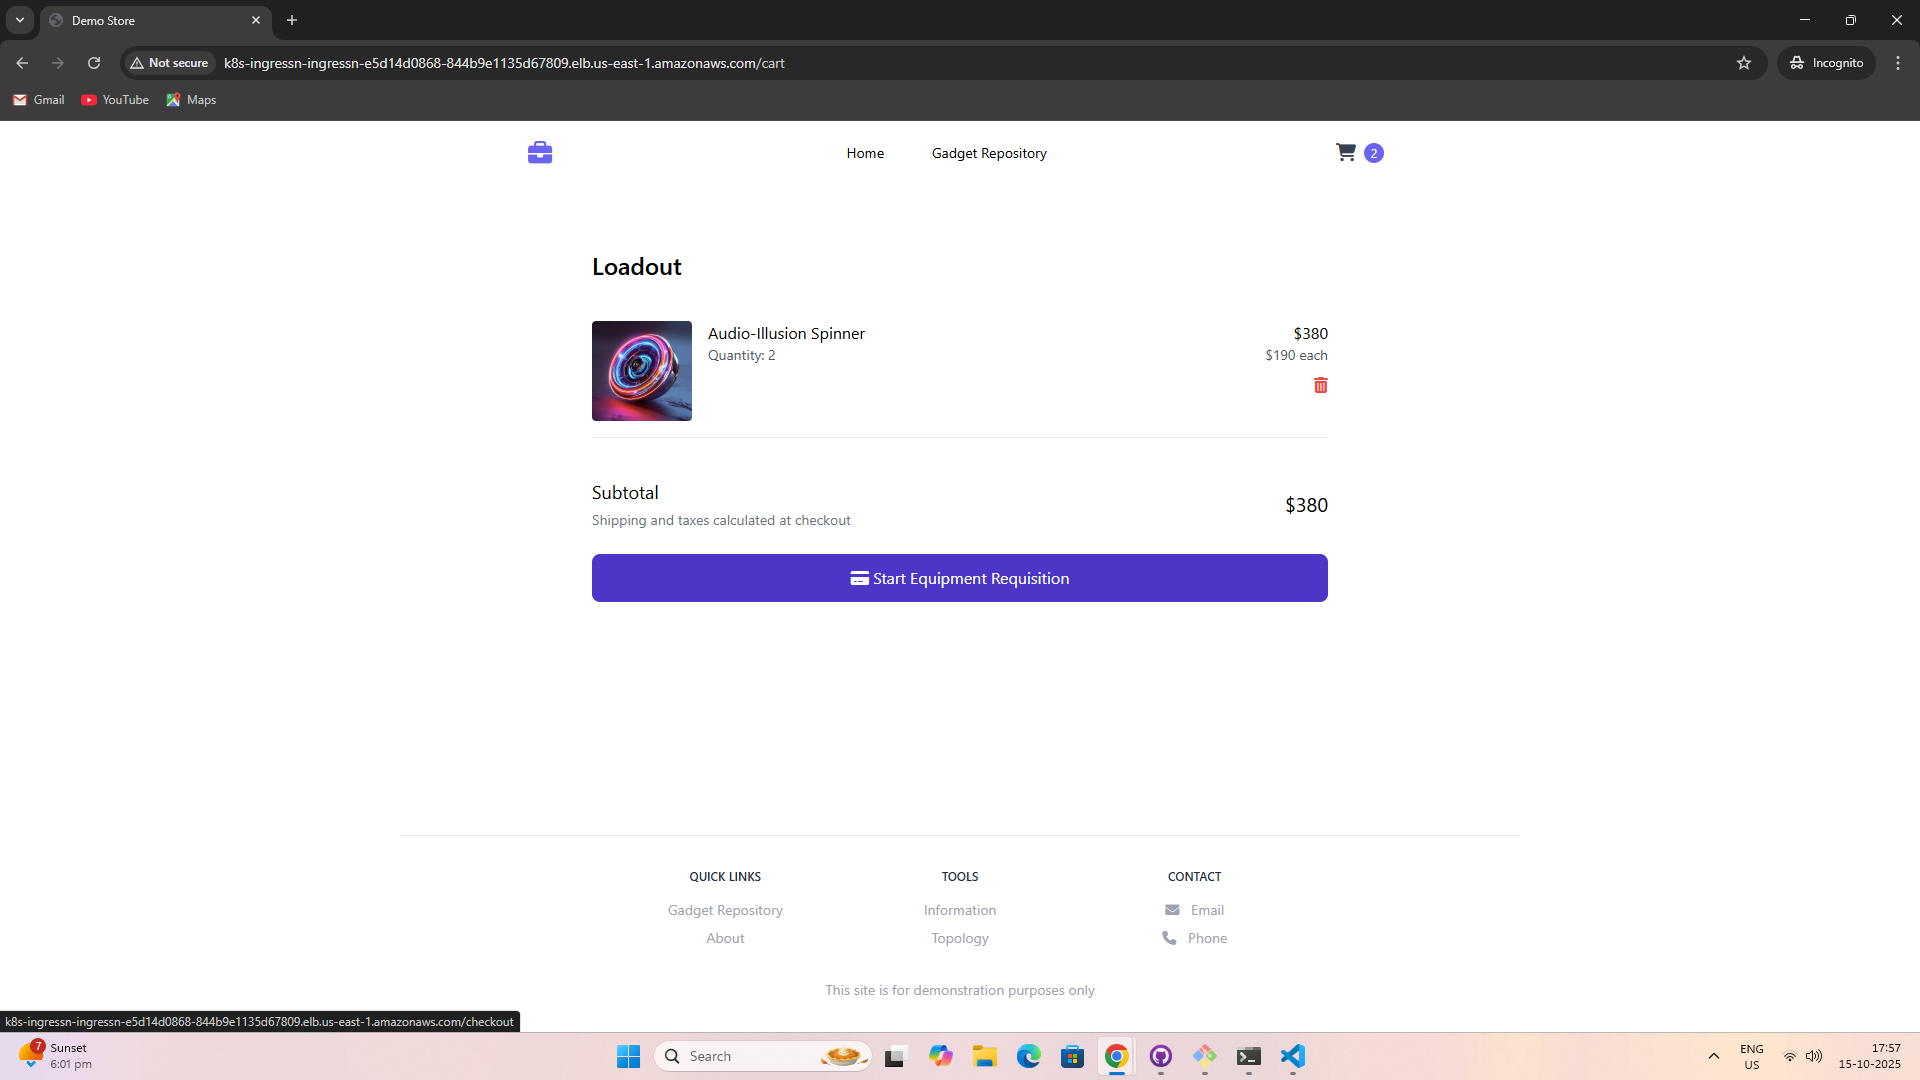 Demo Store
Not secure
k8s-ingressn-ingressn-e5d14d0868-844b9e1135d67809.elb.us-east-1.amazonaws.com/cart
Incognito
Gmail
YouTube
Maps
Home
Gadget Repository
2
Loadout
Audio-Illusion Spinner
$380
Quantity: 2
$190 each
Subtotal
Shipping and taxes calculated at checkout
$380
Start Equipment Requisition
QUICK LINKS
Gadget Repository
About
TOOLS
Information
Topology
CONTACT
Email
Phone
This site is for demonstration purposes only
k8s-ingressn-ingressn-e5d14d0868-844b9e1135d67809.elb.us-east-1.amazonaws.com/checkout
7
Sunset
6:01 pm
Search
ENG
US
17:57
15-10-2025